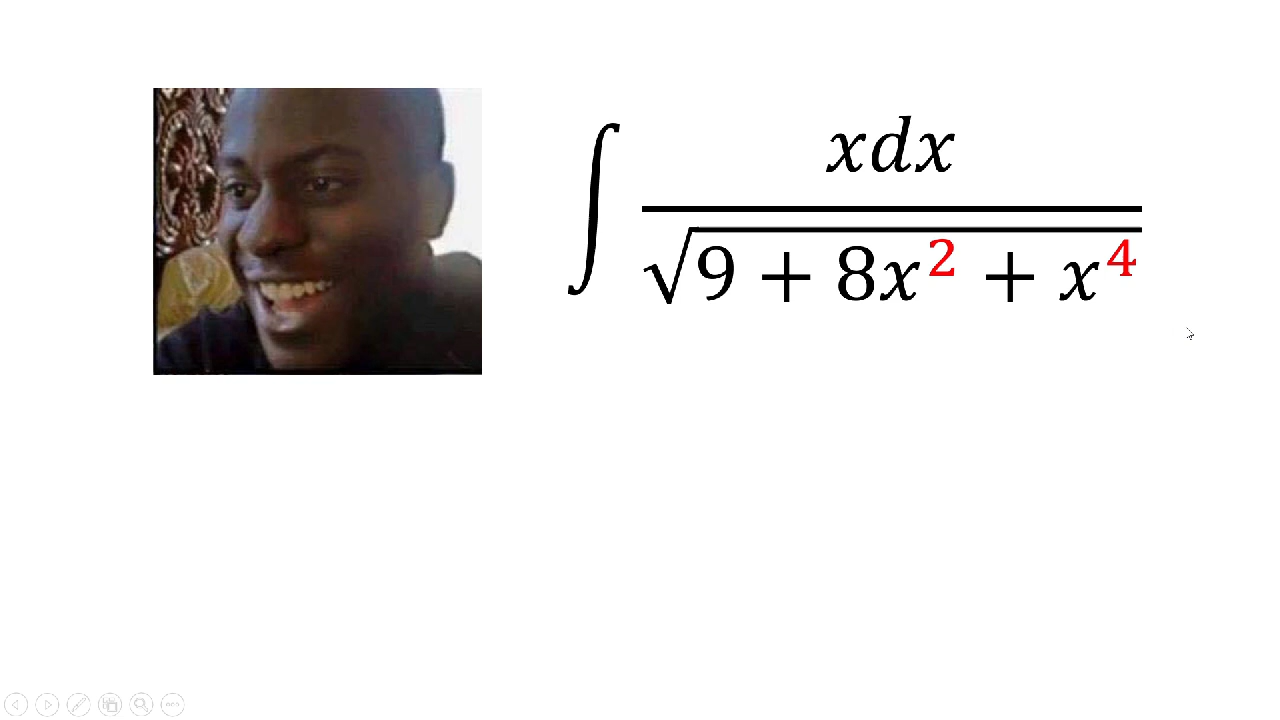 ∫ xdx / √(9 + 8x² + x⁴)